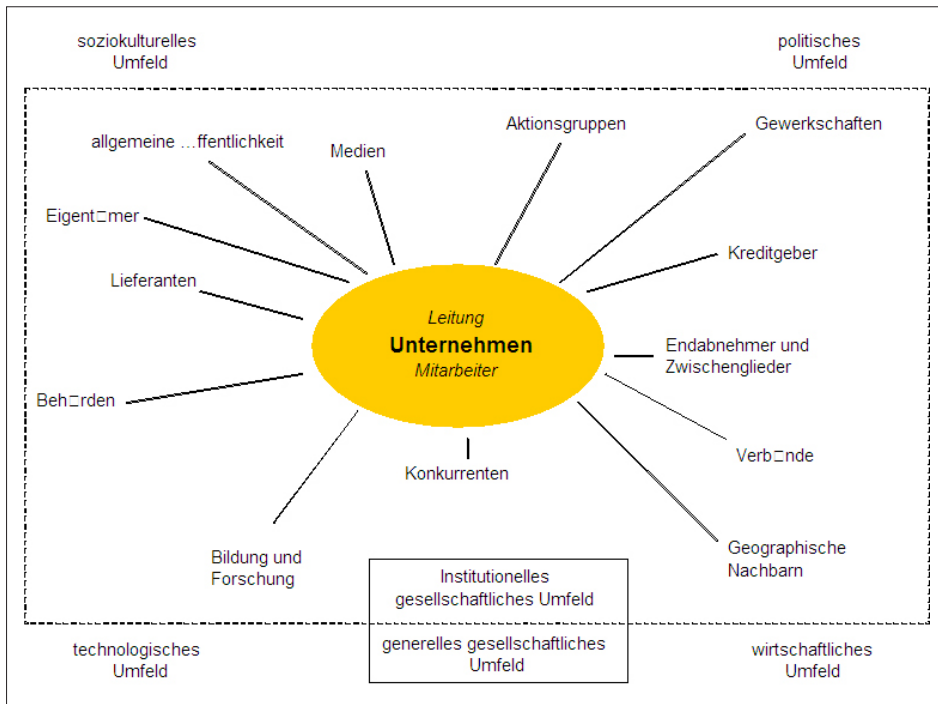 soziokulturelles
Umfeld
politisches
Umfeld
allgemeine …ffentlichkeit
Medien
Aktionsgruppen
Gewerkschaften
Eigent□mer
Lieferanten
Kreditgeber
Leitung
Unternehmen
Mitarbeiter
Endabnehmer und
Zwischenglieder
Beh□rden
Konkurrenten
Verb□nde
Bildung und
Forschung
Geographische
Nachbarn
Institutionelles
gesellschaftliches Umfeld
generelles gesellschaftliches
Umfeld
technologisches
Umfeld
wirtschaftliches
Umfeld